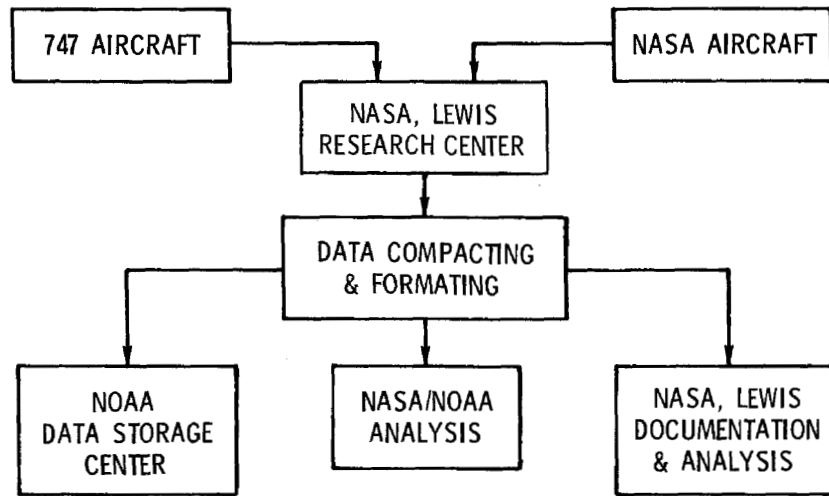 747 AIRCRAFT
NASA AIRCRAFT
NASA, LEWIS
RESEARCH CENTER
DATA COMPACTING
& FORMATING
NOAA
DATA STORAGE
CENTER
NASA/NOAA
ANALYSIS
NASA, LEWIS
DOCUMENTATION
& ANALYSIS